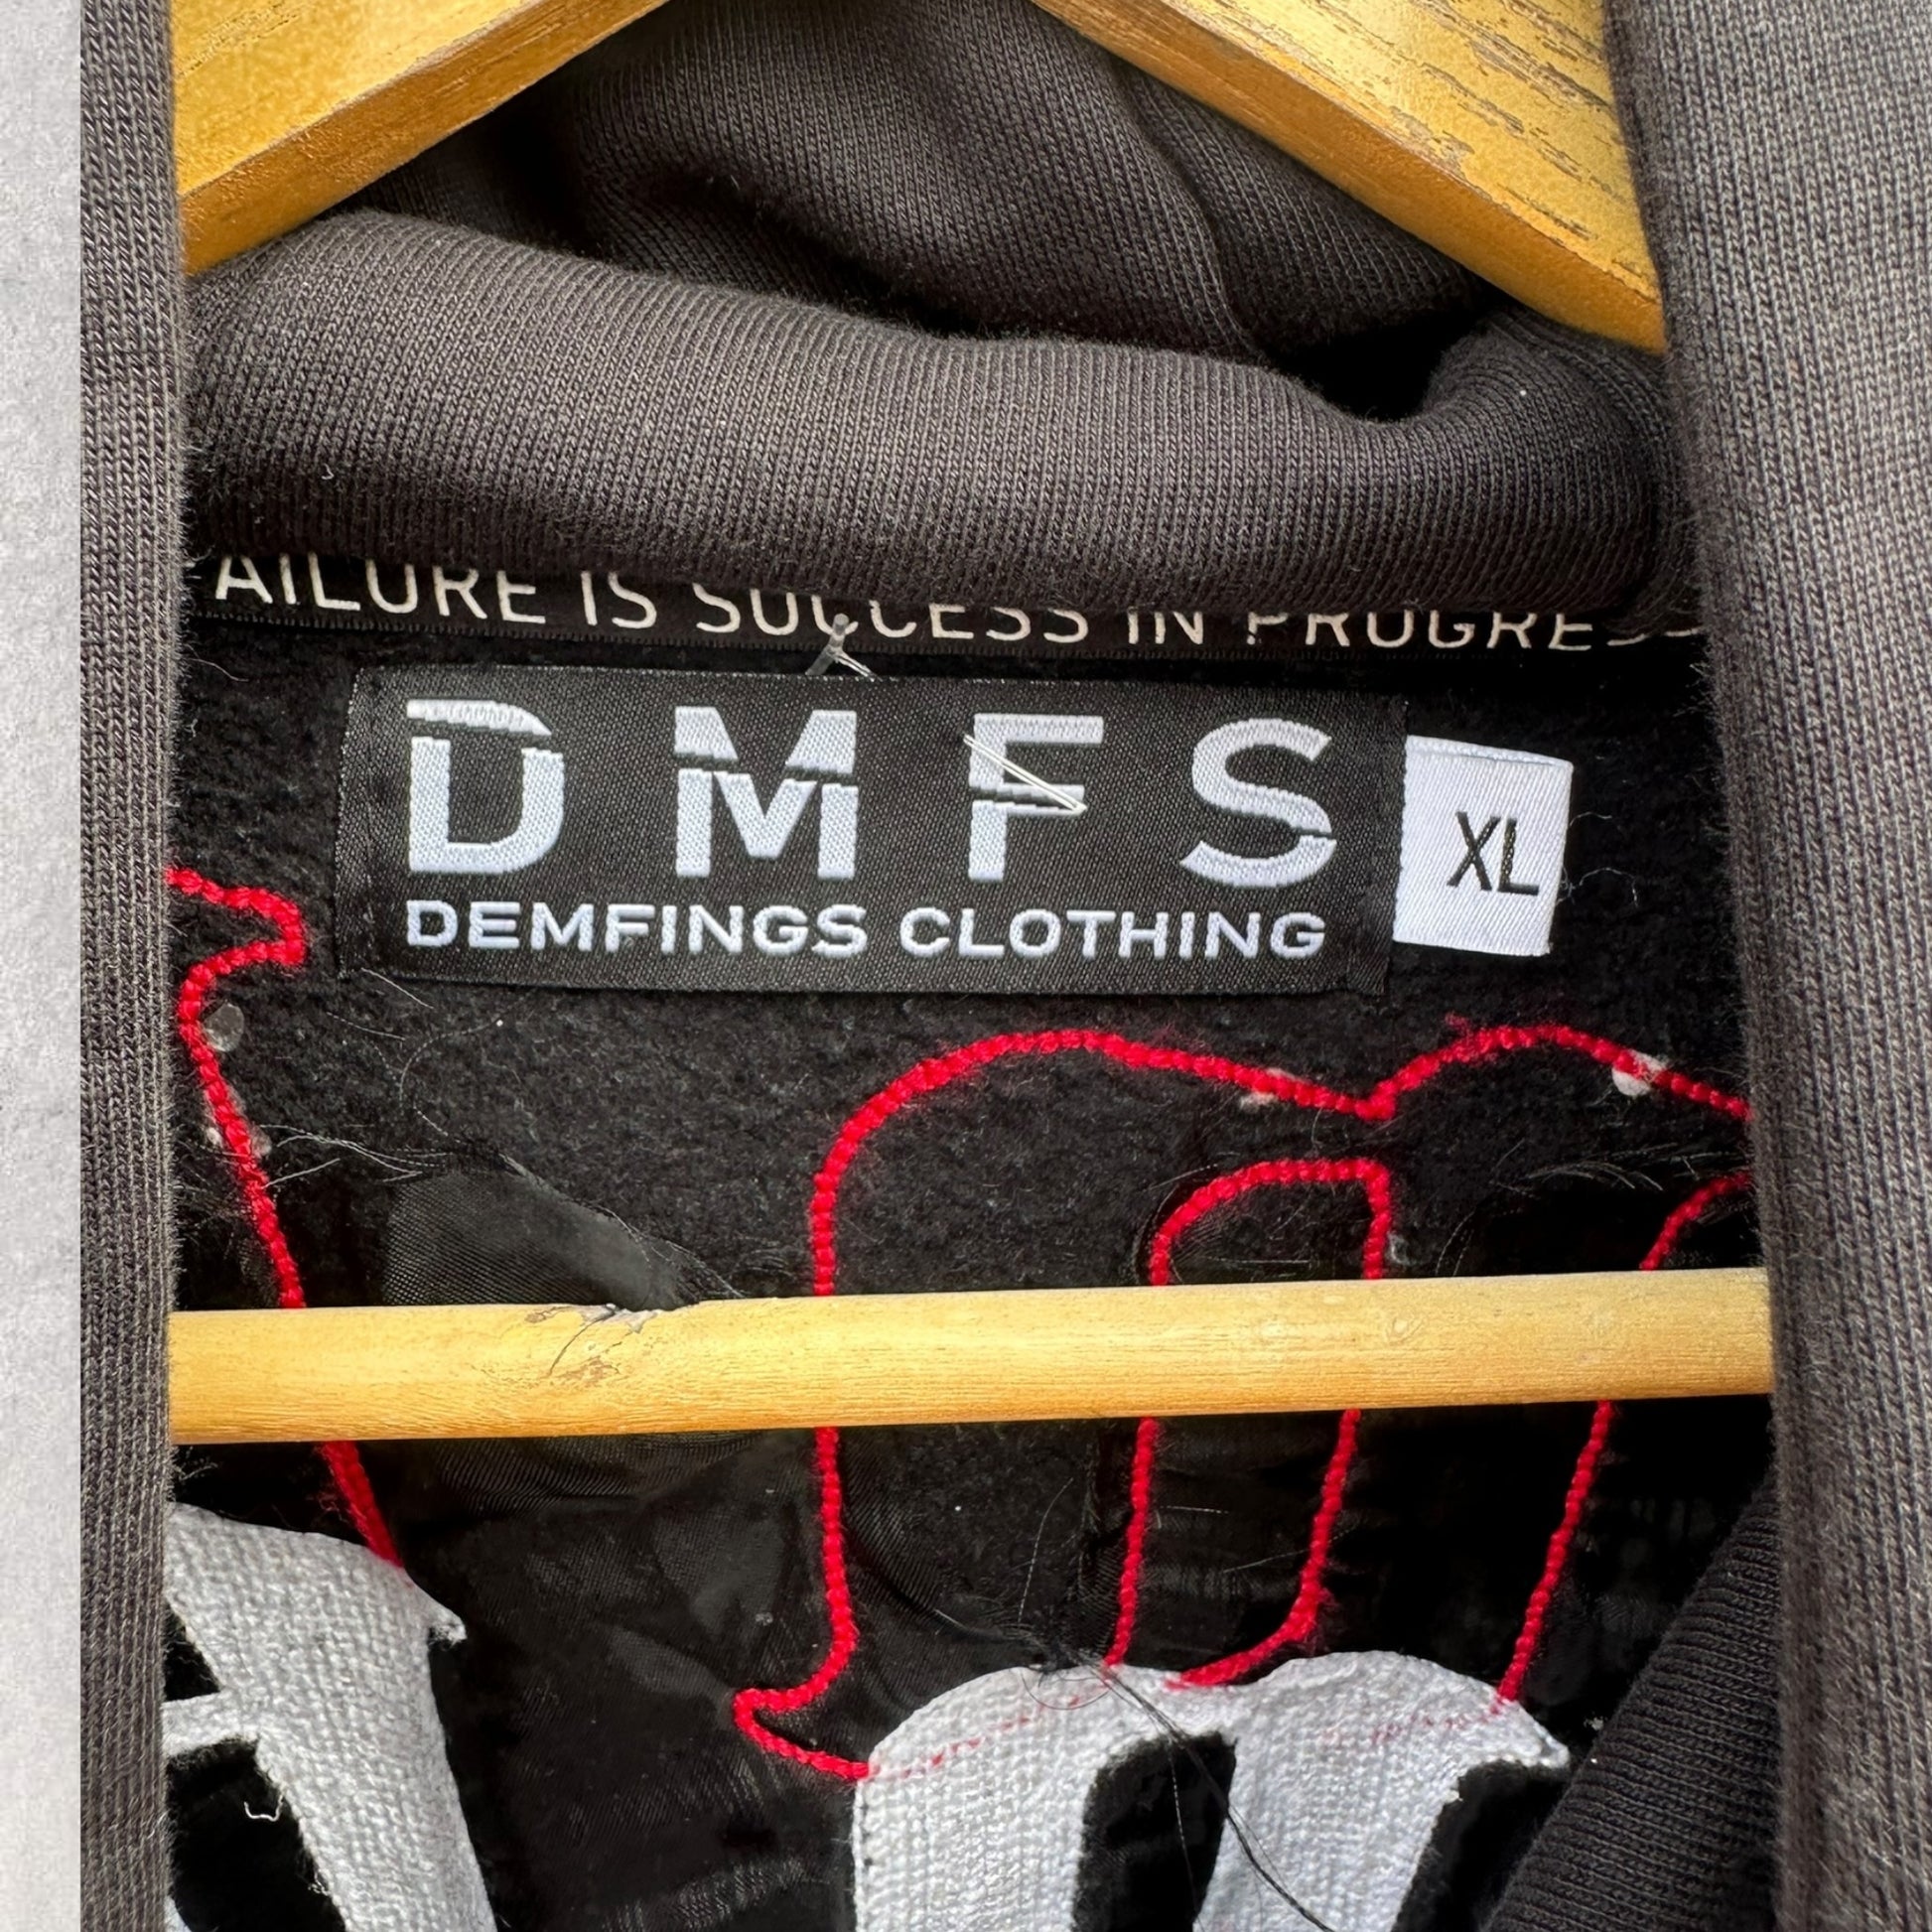 AILURE IS SUCCESS IN PROGRES
DMFS
XL
DEMFINGS CLOTHING